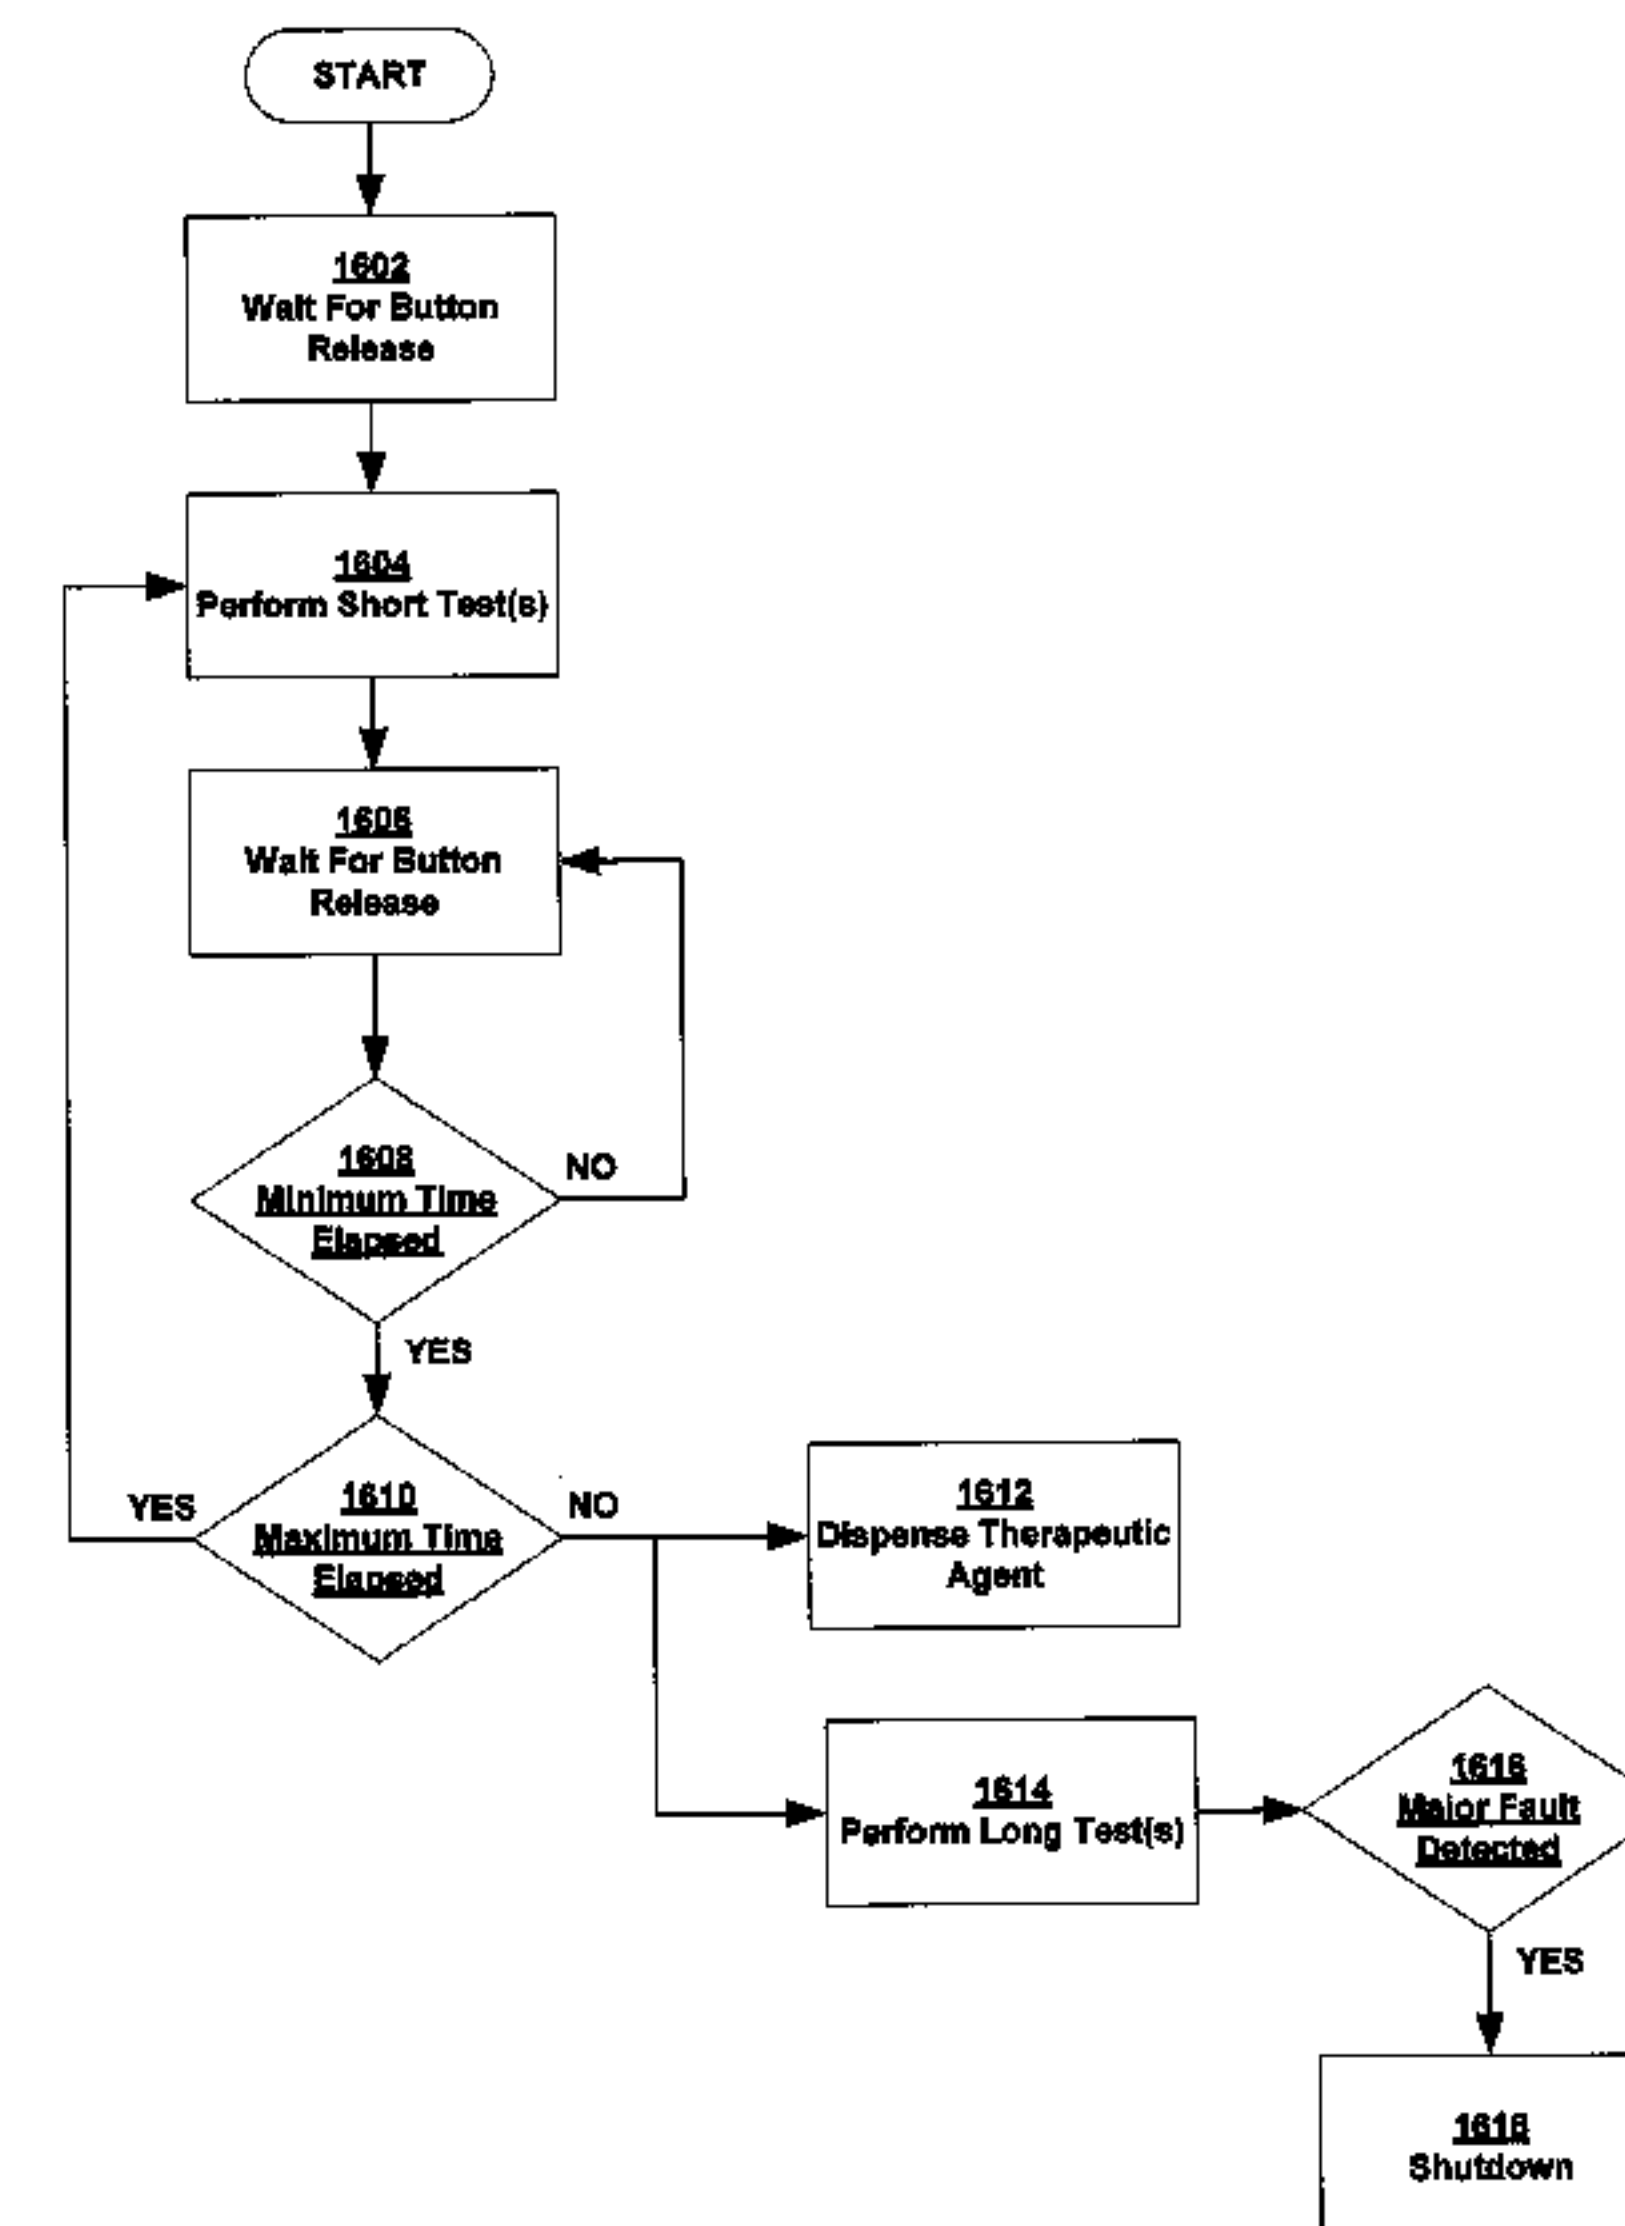 START
1602
Wait For Button
Release
1604
Perform Short Test(s)
1606
Wait For Button
Release
1608
Minimum Time
Elapsed
NO
YES
1610
Maximum Time
Elapsed
YES
NO
1612
Dispense Therapeutic
Agent
1614
Perform Long Test(s)
1616
Major Fault
Detected
YES
1618
Shutdown